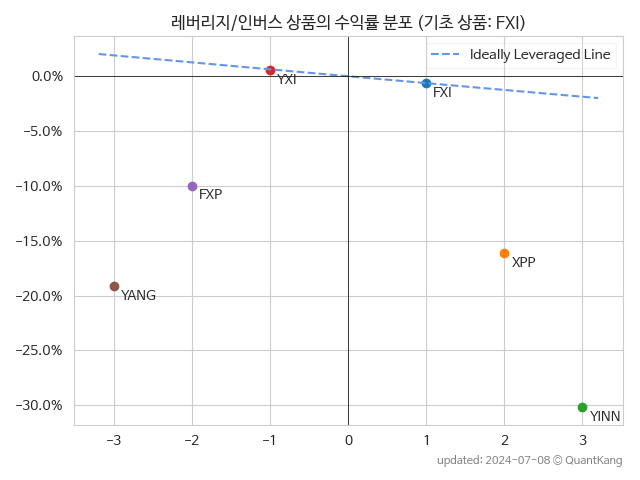 레버리지/인버스 상품의 수익률 분포 (기초 상품: FXI)
Ideally Leveraged Line
0.0%
−5.0%
−10.0%
−15.0%
−20.0%
−25.0%
−30.0%
YXI
FXI
FXP
XPP
YANG
YINN
−3 −2 −1 0 1 2 3
updated: 2024-07-08 © QuantKang